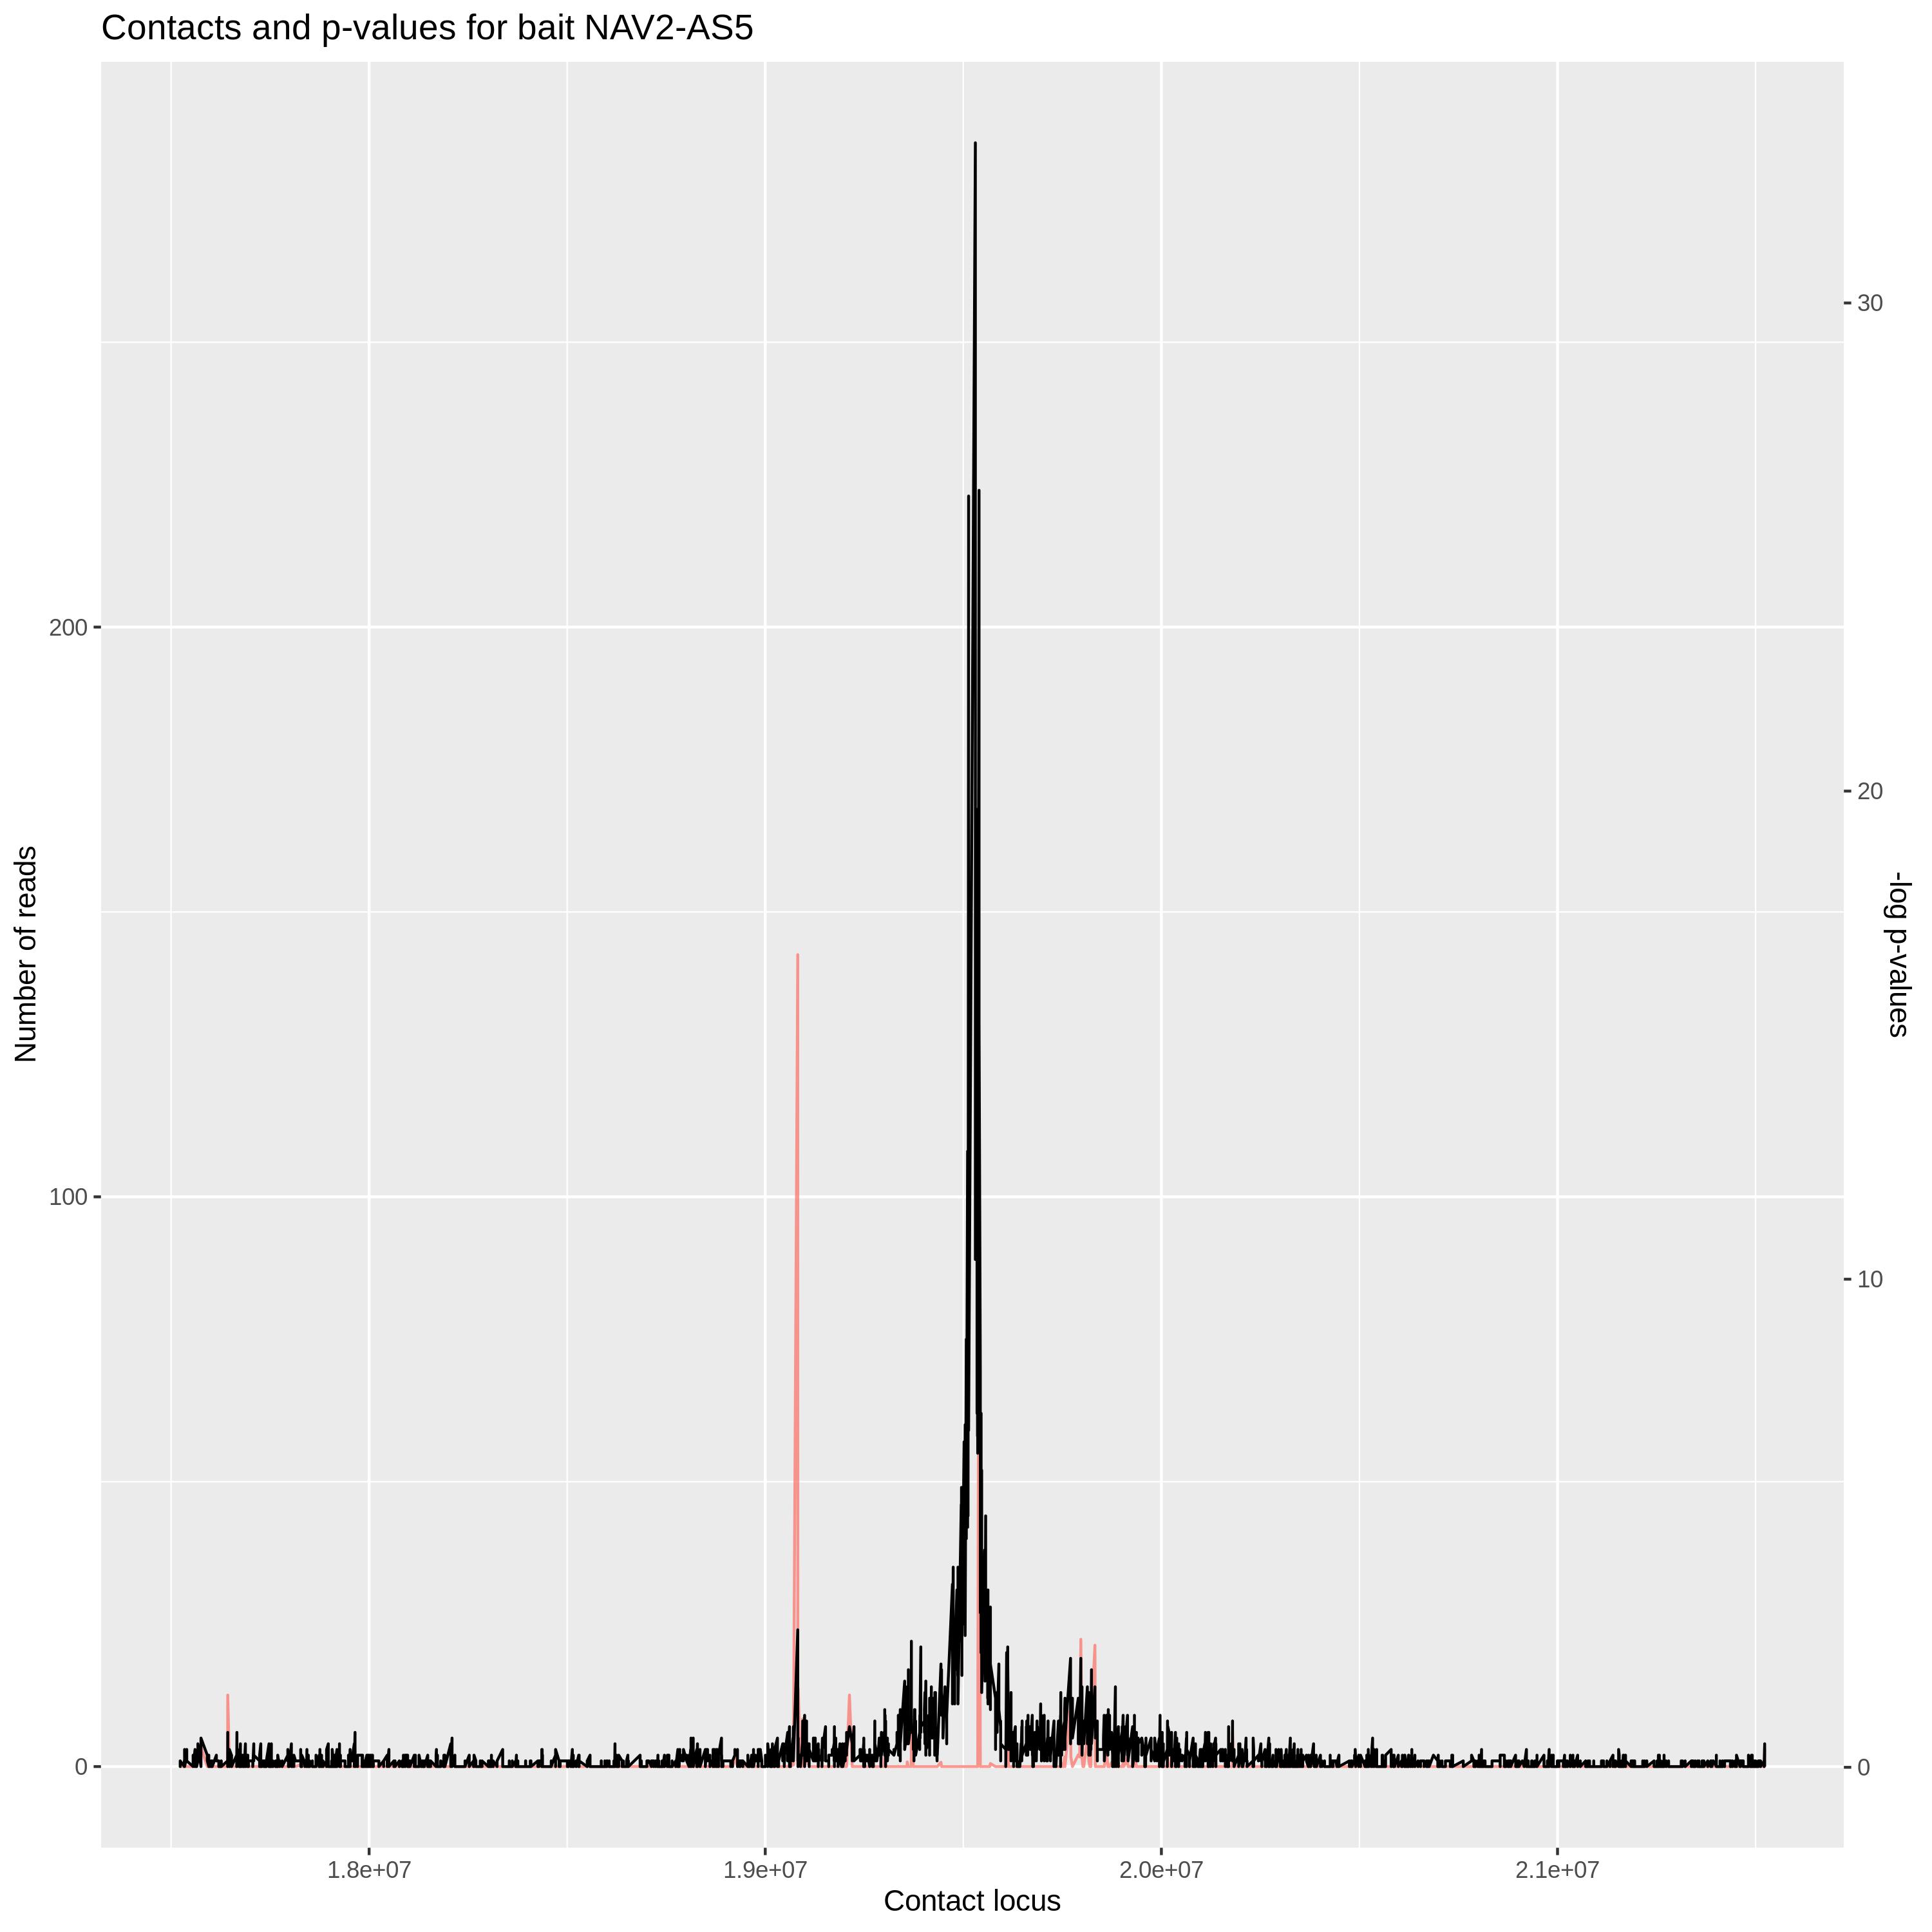 Contacts and p-values for bait NAV2-AS5
30
200
20
Number of reads
-log p-values
100
10
0
0
1.8e+07
1.9e+07
2.0e+07
2.1e+07
Contact locus